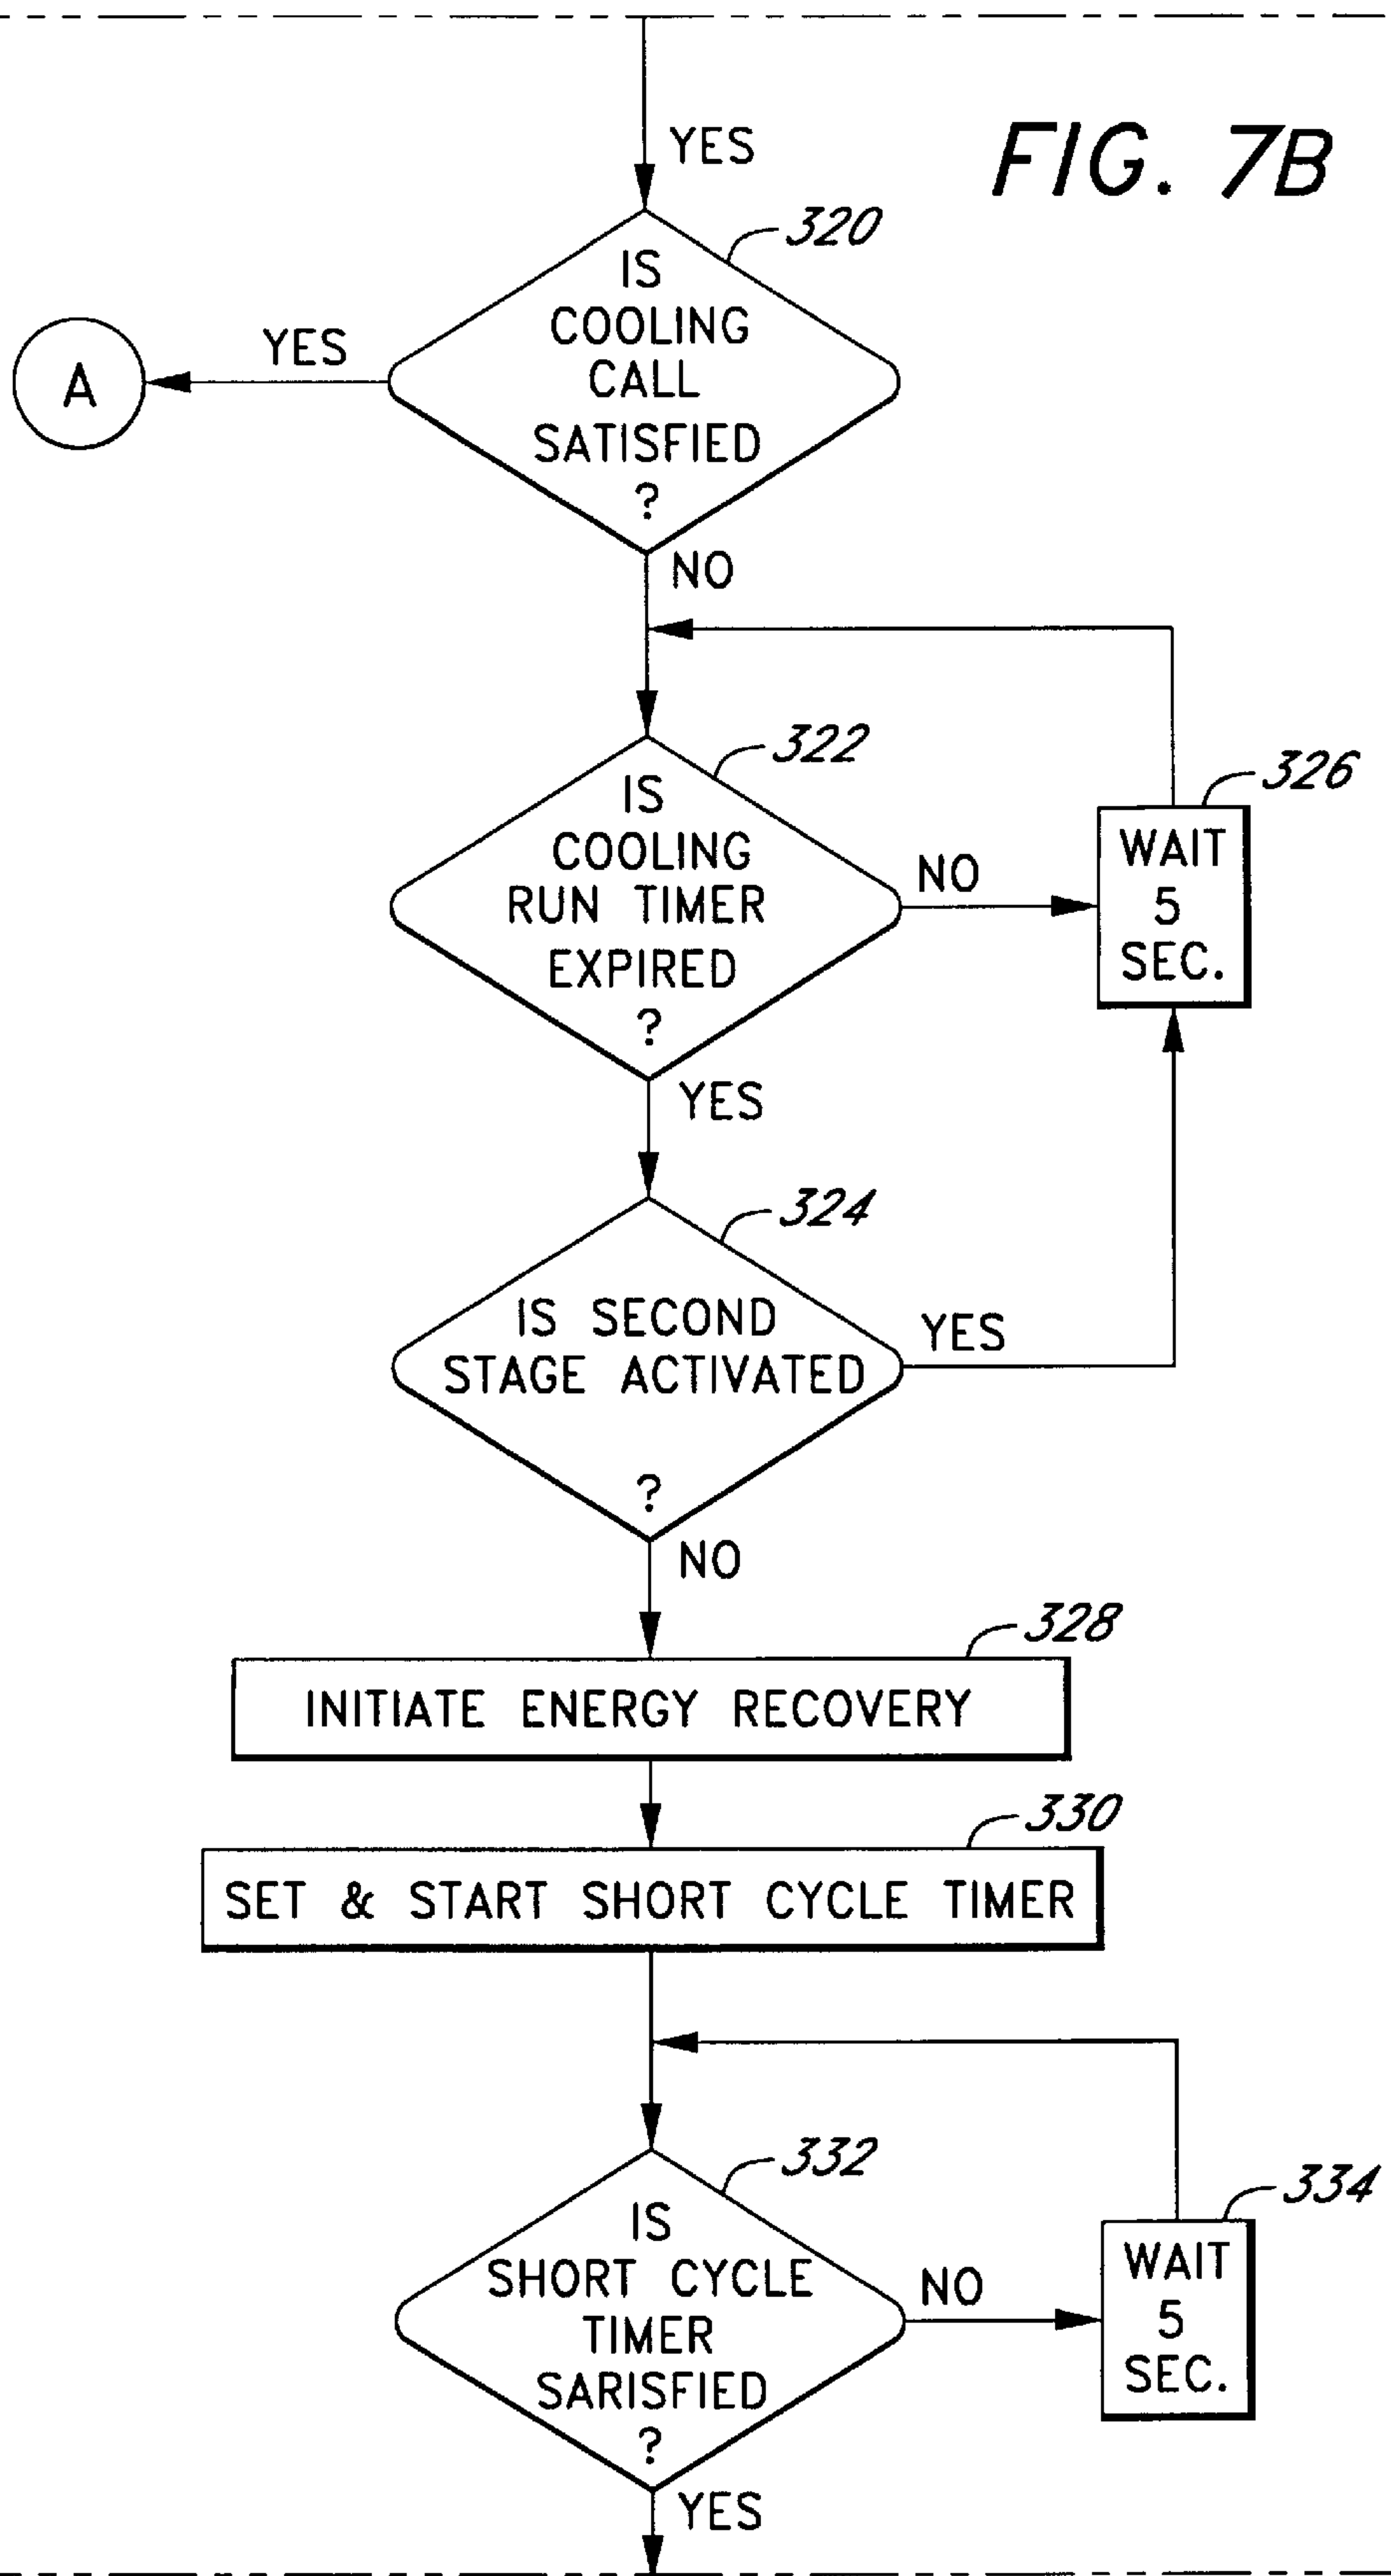 FIG. 7B
YES
320
IS
COOLING
CALL
SATISFIED
?
YES
A
NO
322
IS
COOLING
RUN TIMER
EXPIRED
?
NO
326
WAIT
5
SEC.
YES
324
IS SECOND
STAGE ACTIVATED
?
YES
NO
328
INITIATE ENERGY RECOVERY
330
SET & START SHORT CYCLE TIMER
332
IS
SHORT CYCLE
TIMER
SARISFIED
?
NO
334
WAIT
5
SEC.
YES